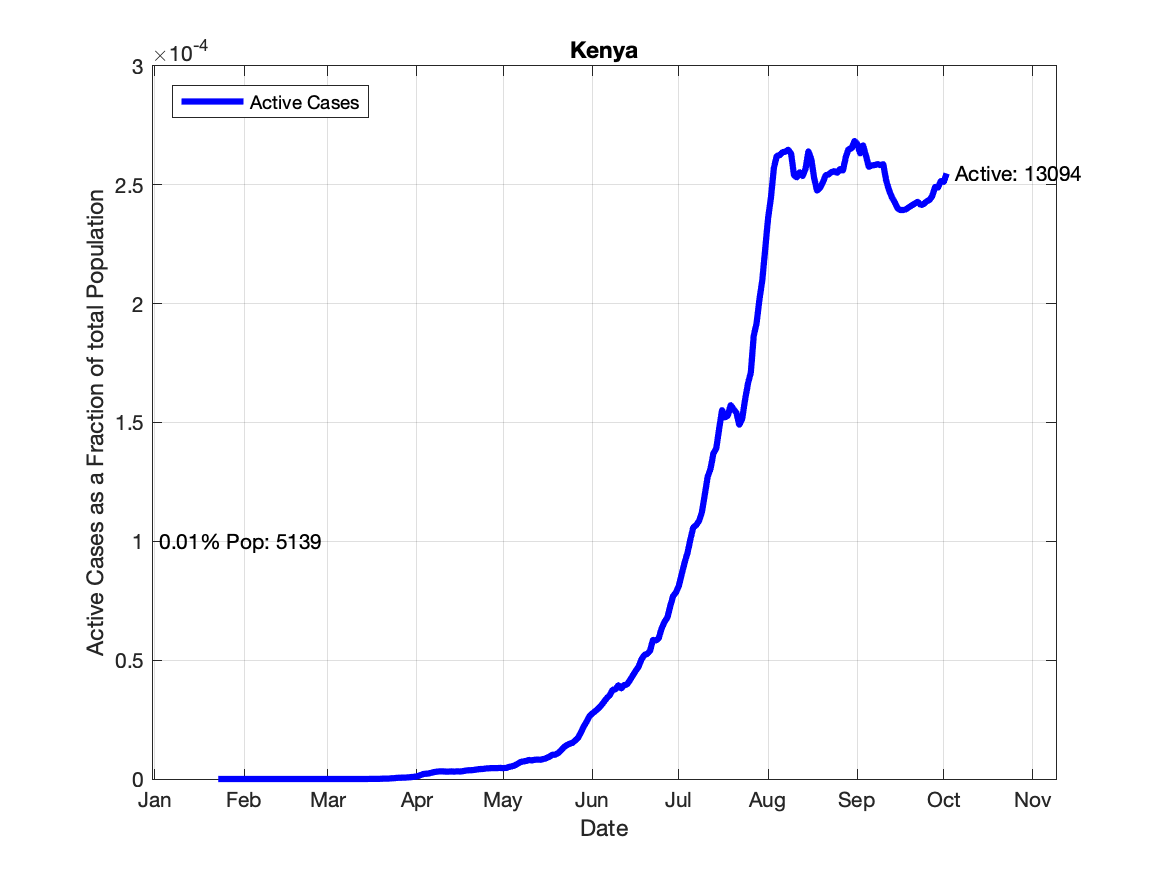 Kenya
×10-4
3
Active Cases
2.5
Active: 13094
2
1.5
1
0.01% Pop: 5139
0.5
0
Active Cases as a Fraction of total Population
Jan Feb Mar Apr May Jun Jul Aug Sep Oct Nov
Date